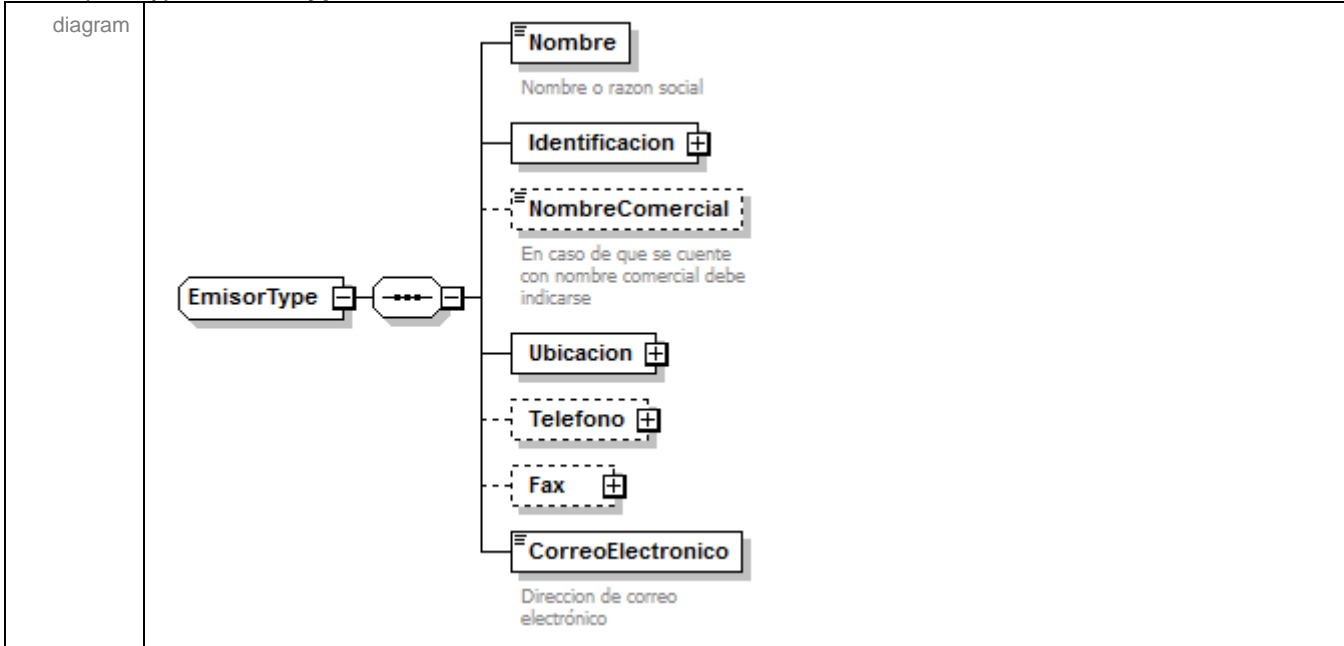 diagram
Nombre
Nombre o razon social
Identificacion
NombreComercial
En caso de que se cuente
con nombre comercial debe
indicarse
EmisorType
Ubicacion
Telefono
Fax
CorreoElectronico
Direccion de correo
electrónico